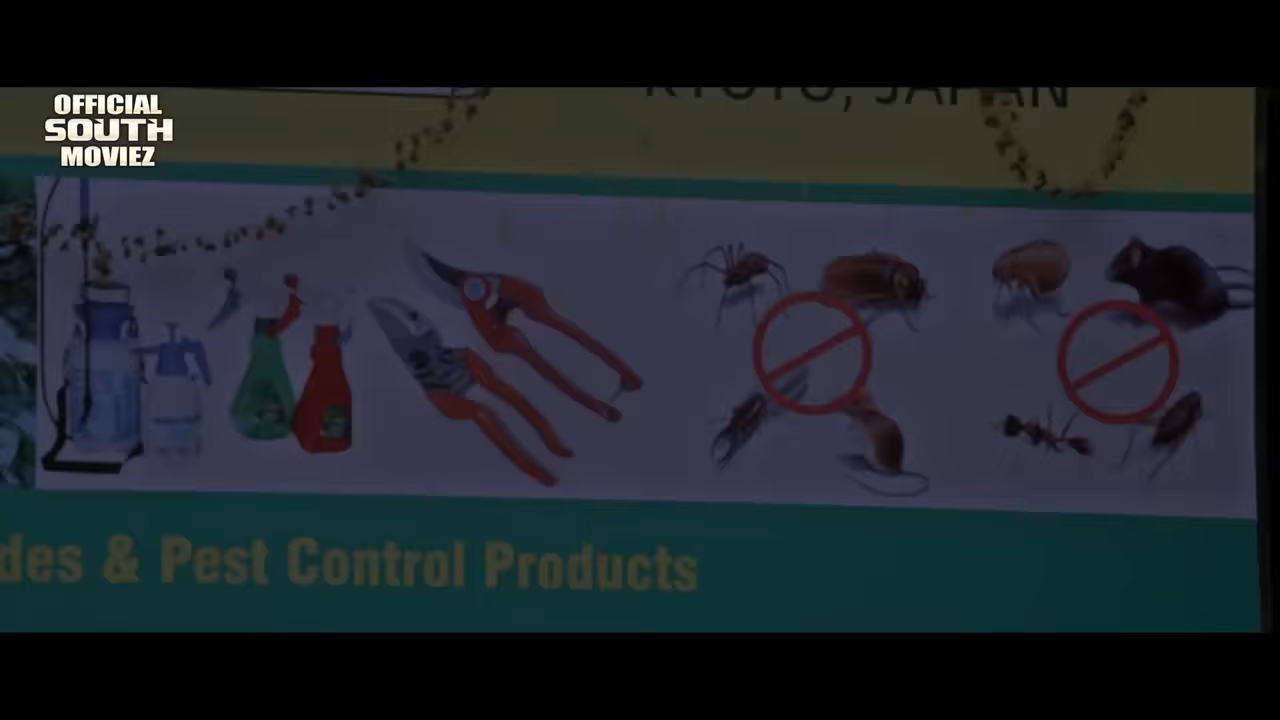 OFFICIAL
SOUTH
MOVIEZ
KYOTO, JAPAN
des & Pest Control Products